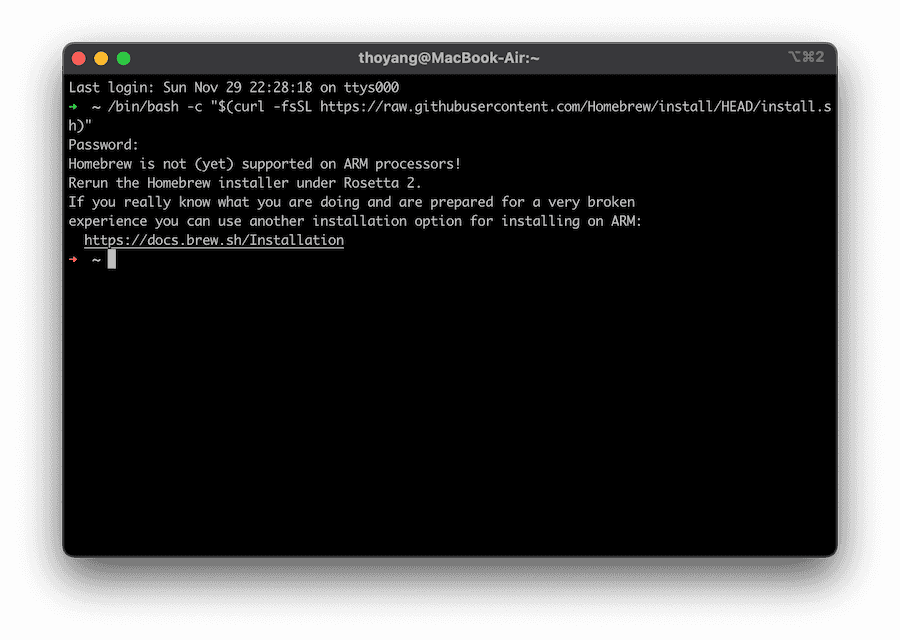 thoyang@MacBook-Air:~
⌥⌘2
Last login: Sun Nov 29 22:28:18 on ttys000
➜  ~ /bin/bash -c "$(curl -fsSL https://raw.githubusercontent.com/Homebrew/install/HEAD/install.s
h)"
Password:
Homebrew is not (yet) supported on ARM processors!
Rerun the Homebrew installer under Rosetta 2.
If you really know what you are doing and are prepared for a very broken
experience you can use another installation option for installing on ARM:
  https://docs.brew.sh/Installation
➜  ~